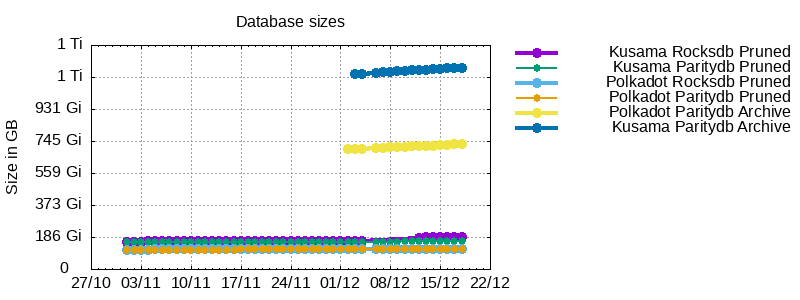 Database sizes
1 Ti
1 Ti
931 Gi
745 Gi
559 Gi
373 Gi
186 Gi
0
Size in GB
27/10 03/11 10/11 17/11 24/11 01/12 08/12 15/12 22/12
Kusama Rocksdb Pruned
Kusama Paritydb Pruned
Polkadot Rocksdb Pruned
Polkadot Paritydb Pruned
Polkadot Paritydb Archive
Kusama Paritydb Archive